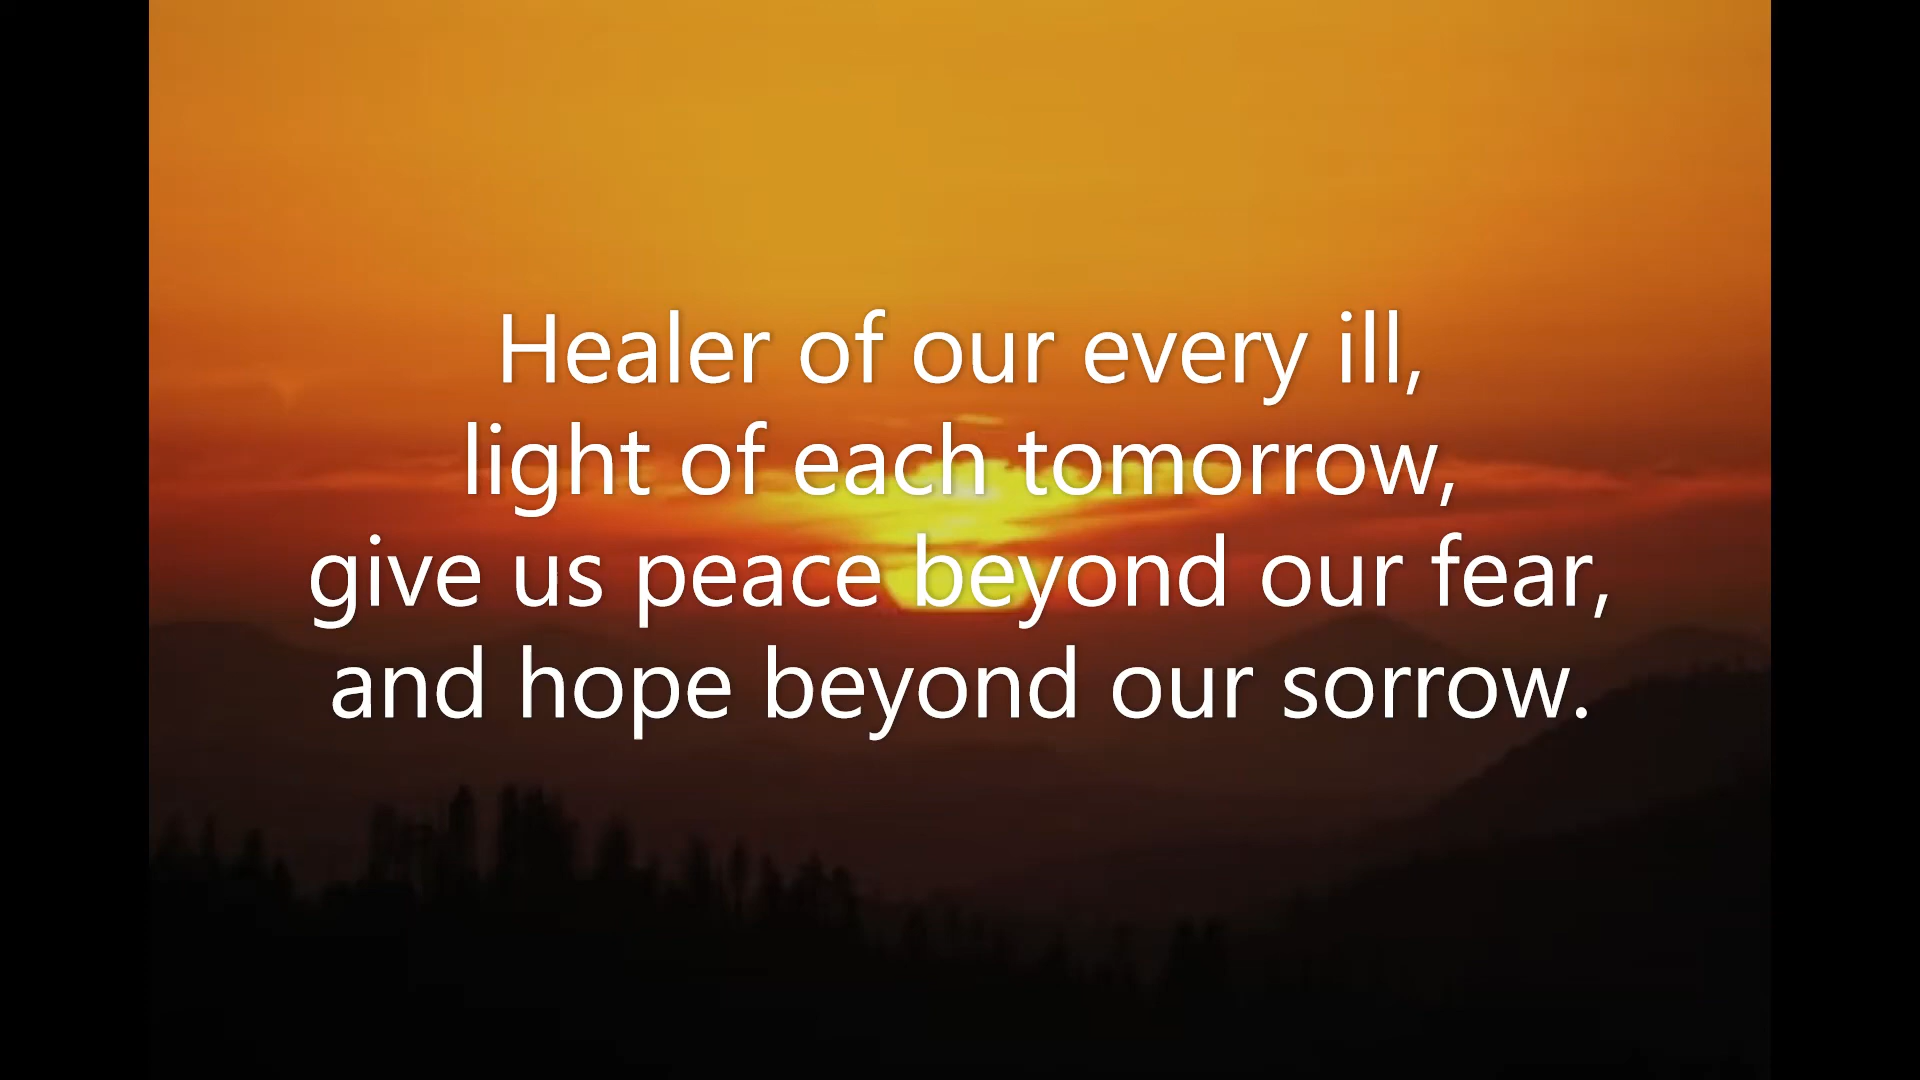 Healer of our every ill,
light of each tomorrow,
give us peace beyond our fear,
and hope beyond our sorrow.